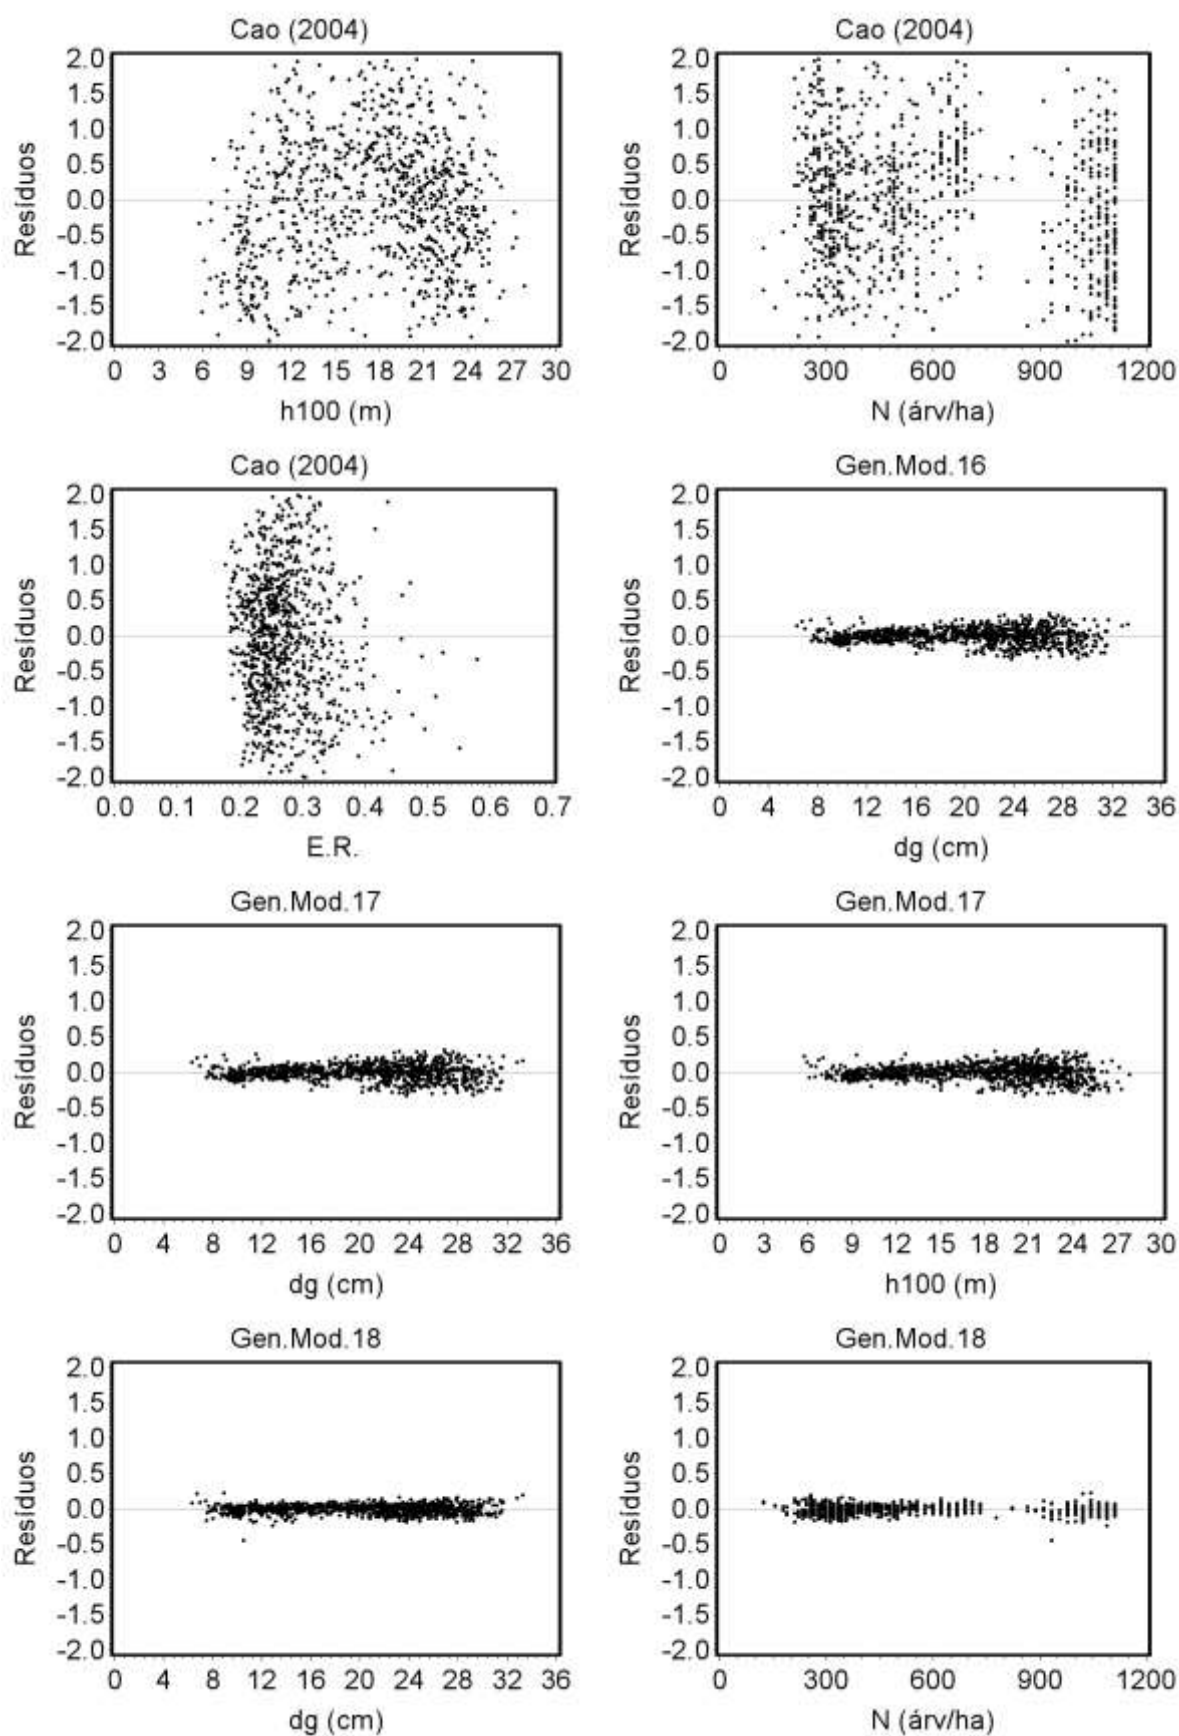 Cao (2004)
Resíduos
2.0
1.5
1.0
0.5
0.0
-0.5
-1.0
-1.5
-2.0
0 3 6 9 12 15 18 21 24 27 30
h100 (m)
Cao (2004)
Resíduos
2.0
1.5
1.0
0.5
0.0
-0.5
-1.0
-1.5
-2.0
0 300 600 900 1200
N (árv/ha)
Cao (2004)
Resíduos
2.0
1.5
1.0
0.5
0.0
-0.5
-1.0
-1.5
-2.0
0.0 0.1 0.2 0.3 0.4 0.5 0.6 0.7
E.R.
Gen.Mod.16
Resíduos
2.0
1.5
1.0
0.5
0.0
-0.5
-1.0
-1.5
-2.0
0 4 8 12 16 20 24 28 32 36
dg (cm)
Gen.Mod.17
Resíduos
2.0
1.5
1.0
0.5
0.0
-0.5
-1.0
-1.5
-2.0
0 4 8 12 16 20 24 28 32 36
dg (cm)
Gen.Mod.17
Resíduos
2.0
1.5
1.0
0.5
0.0
-0.5
-1.0
-1.5
-2.0
0 3 6 9 12 15 18 21 24 27 30
h100 (m)
Gen.Mod.18
Resíduos
2.0
1.5
1.0
0.5
0.0
-0.5
-1.0
-1.5
-2.0
0 4 8 12 16 20 24 28 32 36
dg (cm)
Gen.Mod.18
Resíduos
2.0
1.5
1.0
0.5
0.0
-0.5
-1.0
-1.5
-2.0
0 300 600 900 1200
N (árv/ha)